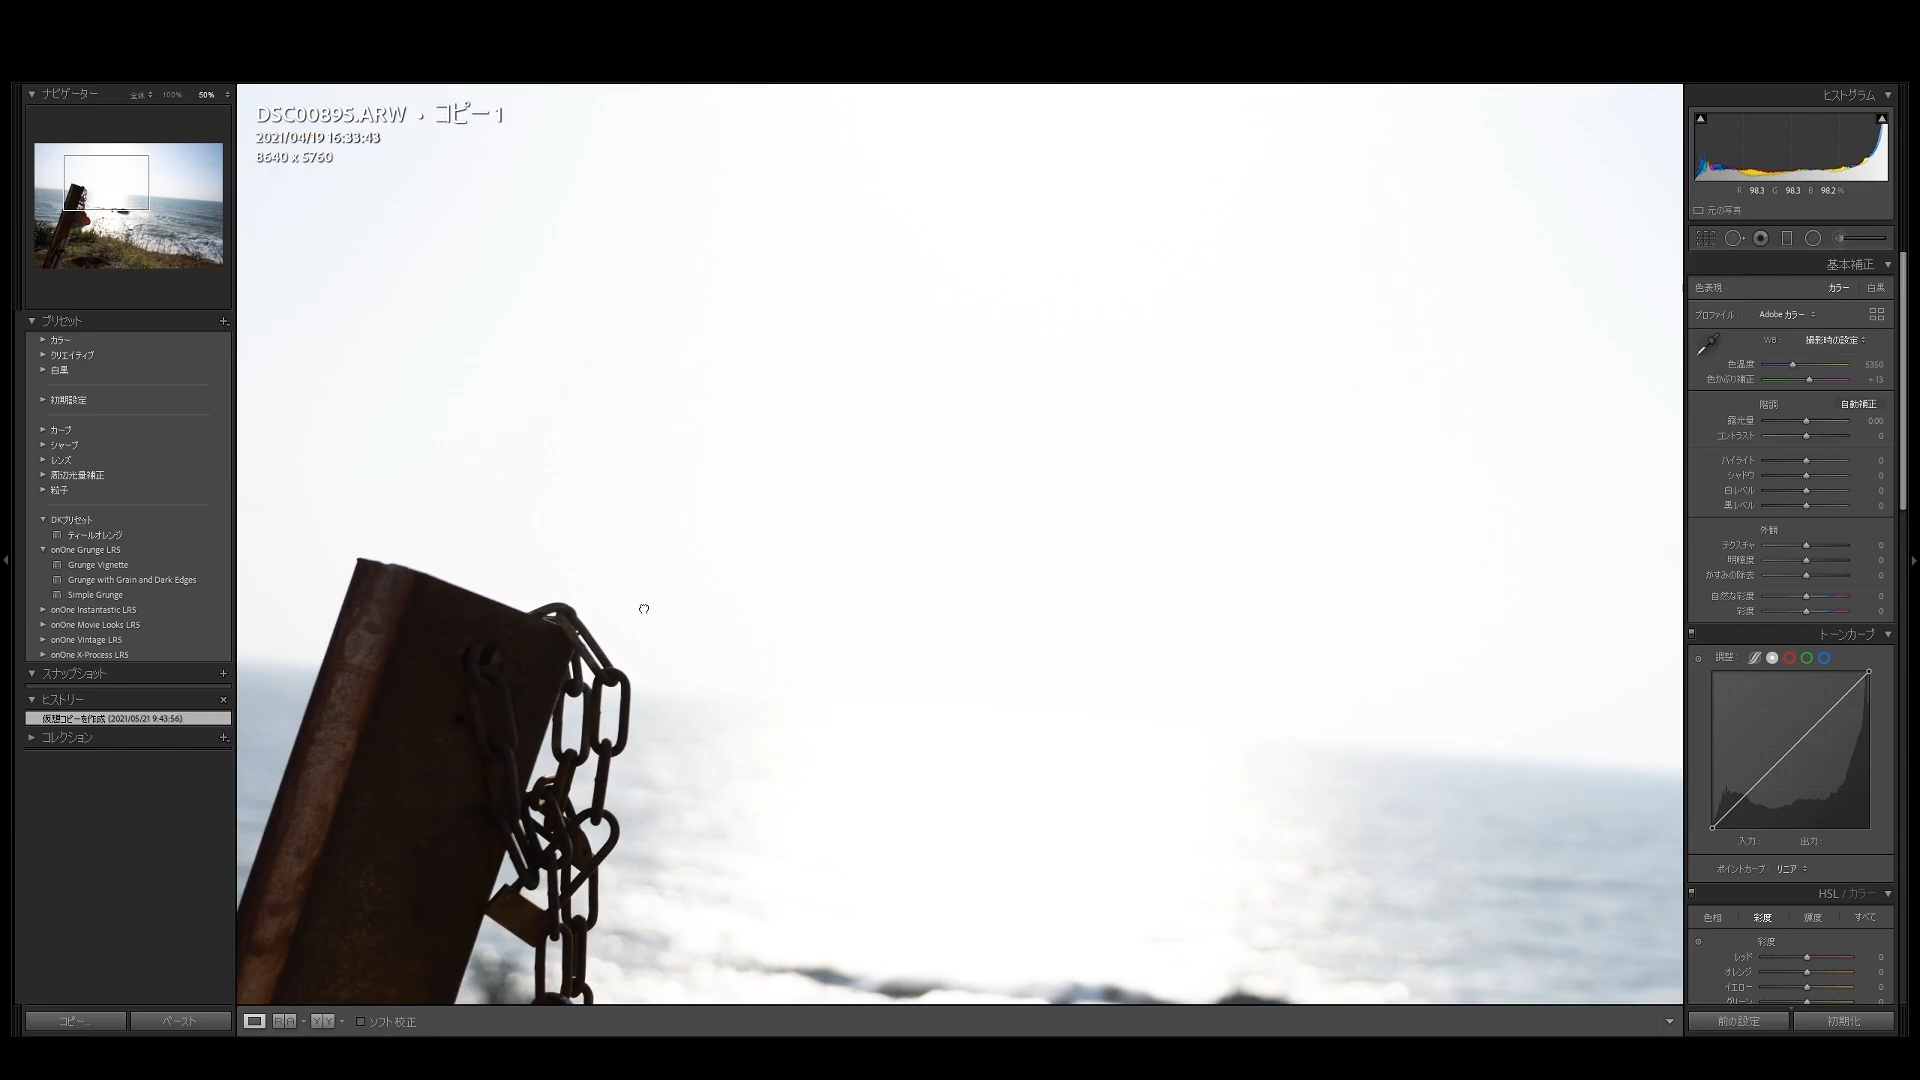 ナビゲーター 全体 100% 50%
DSC00895.ARW ・ コピー 1
2021/04/19 16:33:43
8640 x 5760
プリセット
カラー
クリエイティブ
白黒
初期設定
カーブ
シャープ
レンズ
周辺光量補正
粒子
DKプリセット
ティールオレンジ
onOne Grunge LR5
Grunge Vignette
Grunge with Grain and Dark Edges
Simple Grunge
onOne Instantastic LR5
onOne Movie Looks LR5
onOne Vintage LR5
onOne X-Process LR5
スナップショット
ヒストリー
仮想コピーを作成 (2021/05/21 9:43:56)
コレクション
コピー... ペースト
R A Y Y ソフト校正
ヒストグラム
R 98.3 G 98.3 B 98.2 %
元の写真
基本補正
色表現: カラー 白黒
プロファイル: Adobe カラー
WB: 撮影時の設定
色温度 5350
色かぶり補正 + 13
階調 自動補正
露光量 0.00
コントラスト 0
ハイライト 0
シャドウ 0
白レベル 0
黒レベル 0
外観
テクスチャ 0
明瞭度 0
かすみの除去 0
自然な彩度 0
彩度 0
トーンカーブ
調整:
入力: 出力:
ポイントカーブ: リニア
HSL / カラー
色相 彩度 輝度 すべて
彩度
レッド 0
オレンジ 0
イエロー 0
グリーン 0
前の設定 初期化